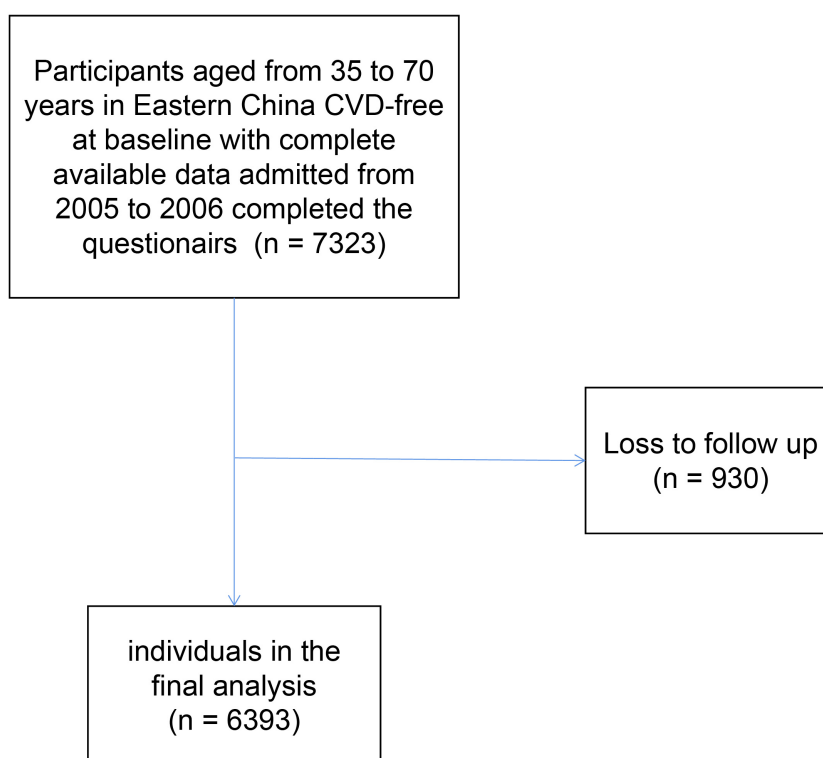 Participants aged from 35 to 70
years in Eastern China CVD-free
at baseline with complete
available data admitted from
2005 to 2006 completed the
questionairs (n = 7323)
Loss to follow up
(n = 930)
individuals in the
final analysis
(n = 6393)